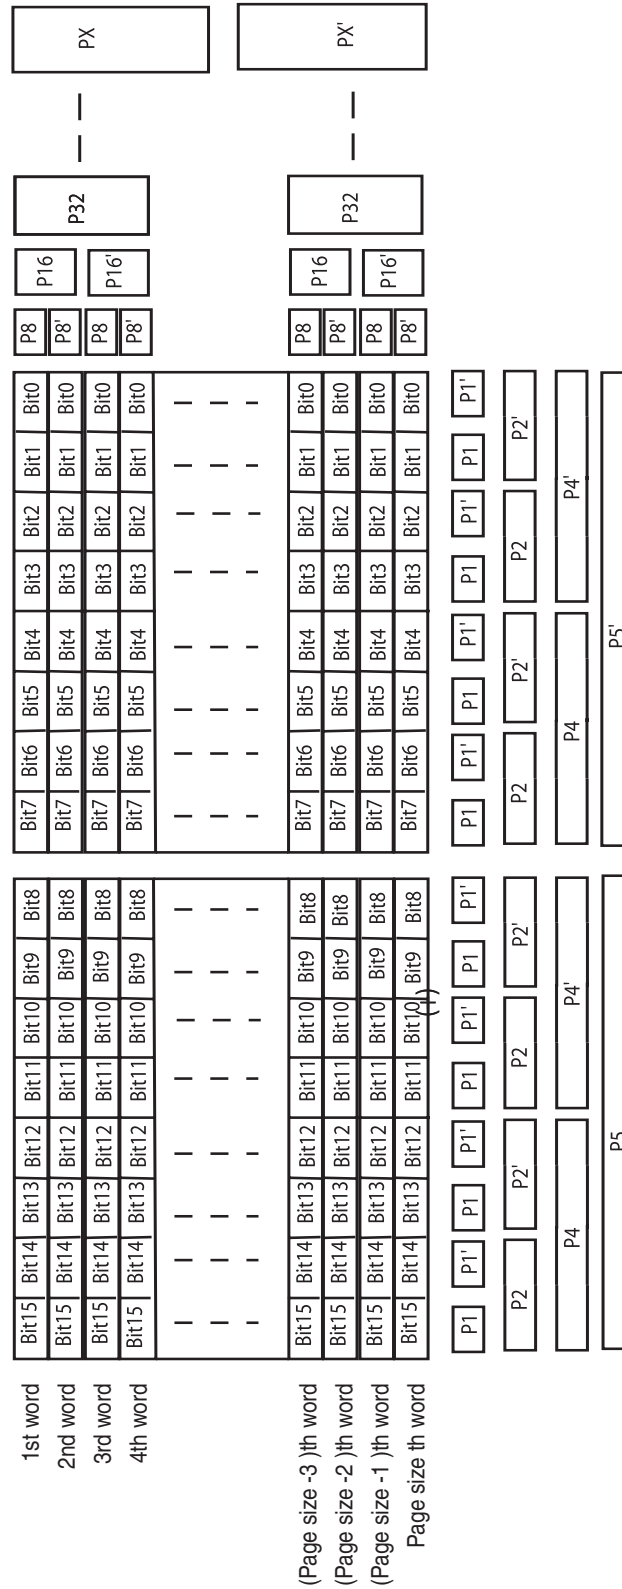 1st word Bit15 Bit14 Bit13 Bit12 Bit11 Bit10 Bit9 Bit8 Bit7 Bit6 Bit5 Bit4 Bit3 Bit2 Bit1 Bit0 P8
P16
2nd word Bit15 Bit14 Bit13 Bit12 Bit11 Bit10 Bit9 Bit8 Bit7 Bit6 Bit5 Bit4 Bit3 Bit2 Bit1 Bit0 P8'
P32 PX
3rd word Bit15 Bit14 Bit13 Bit12 Bit11 Bit10 Bit9 Bit8 Bit7 Bit6 Bit5 Bit4 Bit3 Bit2 Bit1 Bit0 P8
P16'
4th word Bit15 Bit14 Bit13 Bit12 Bit11 Bit10 Bit9 Bit8 Bit7 Bit6 Bit5 Bit4 Bit3 Bit2 Bit1 Bit0 P8'
(Page size -3 )th word Bit15 Bit14 Bit13 Bit12 Bit11 Bit10 Bit9 Bit8 Bit7 Bit6 Bit5 Bit4 Bit3 Bit2 Bit1 Bit0 P8
P16
(Page size -2 )th word Bit15 Bit14 Bit13 Bit12 Bit11 Bit10 Bit9 Bit8 Bit7 Bit6 Bit5 Bit4 Bit3 Bit2 Bit1 Bit0 P8'
P32 PX'
(Page size -1 )th word Bit15 Bit14 Bit13 Bit12 Bit11 Bit10 Bit9 Bit8 Bit7 Bit6 Bit5 Bit4 Bit3 Bit2 Bit1 Bit0 P8
P16'
Page size th word Bit15 Bit14 Bit13 Bit12 Bit11 Bit10 Bit9 Bit8 Bit7 Bit6 Bit5 Bit4 Bit3 Bit2 Bit1 Bit0 P8'
P1 P1' P1 P1' P1 P1' P1 P1' P1 P1' P1 P1' P1 P1' P1 P1'
P2 P2' P2 P2' P2 P2' P2 P2'
P4 P4' P4 P4'
P5 P5'